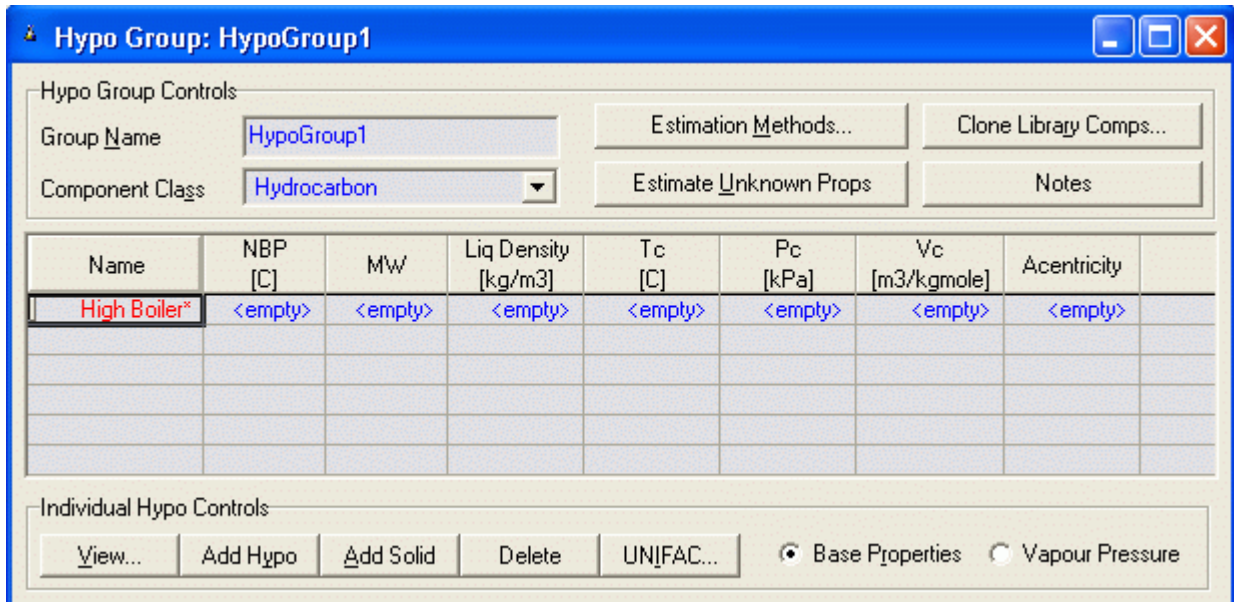 Hypo Group: HypoGroup1
Hypo Group Controls
Group Name HypoGroup1 Estimation Methods... Clone Library Comps...
Component Class Hydrocarbon Estimate Unknown Props Notes
Name NBP [C] MW Liq Density [kg/m3] Tc [C] Pc [kPa] Vc [m3/kgmole] Acentricity
High Boiler* <empty> <empty> <empty> <empty> <empty> <empty> <empty>
Individual Hypo Controls
View... Add Hypo Add Solid Delete UNIFAC... Base Properties Vapour Pressure